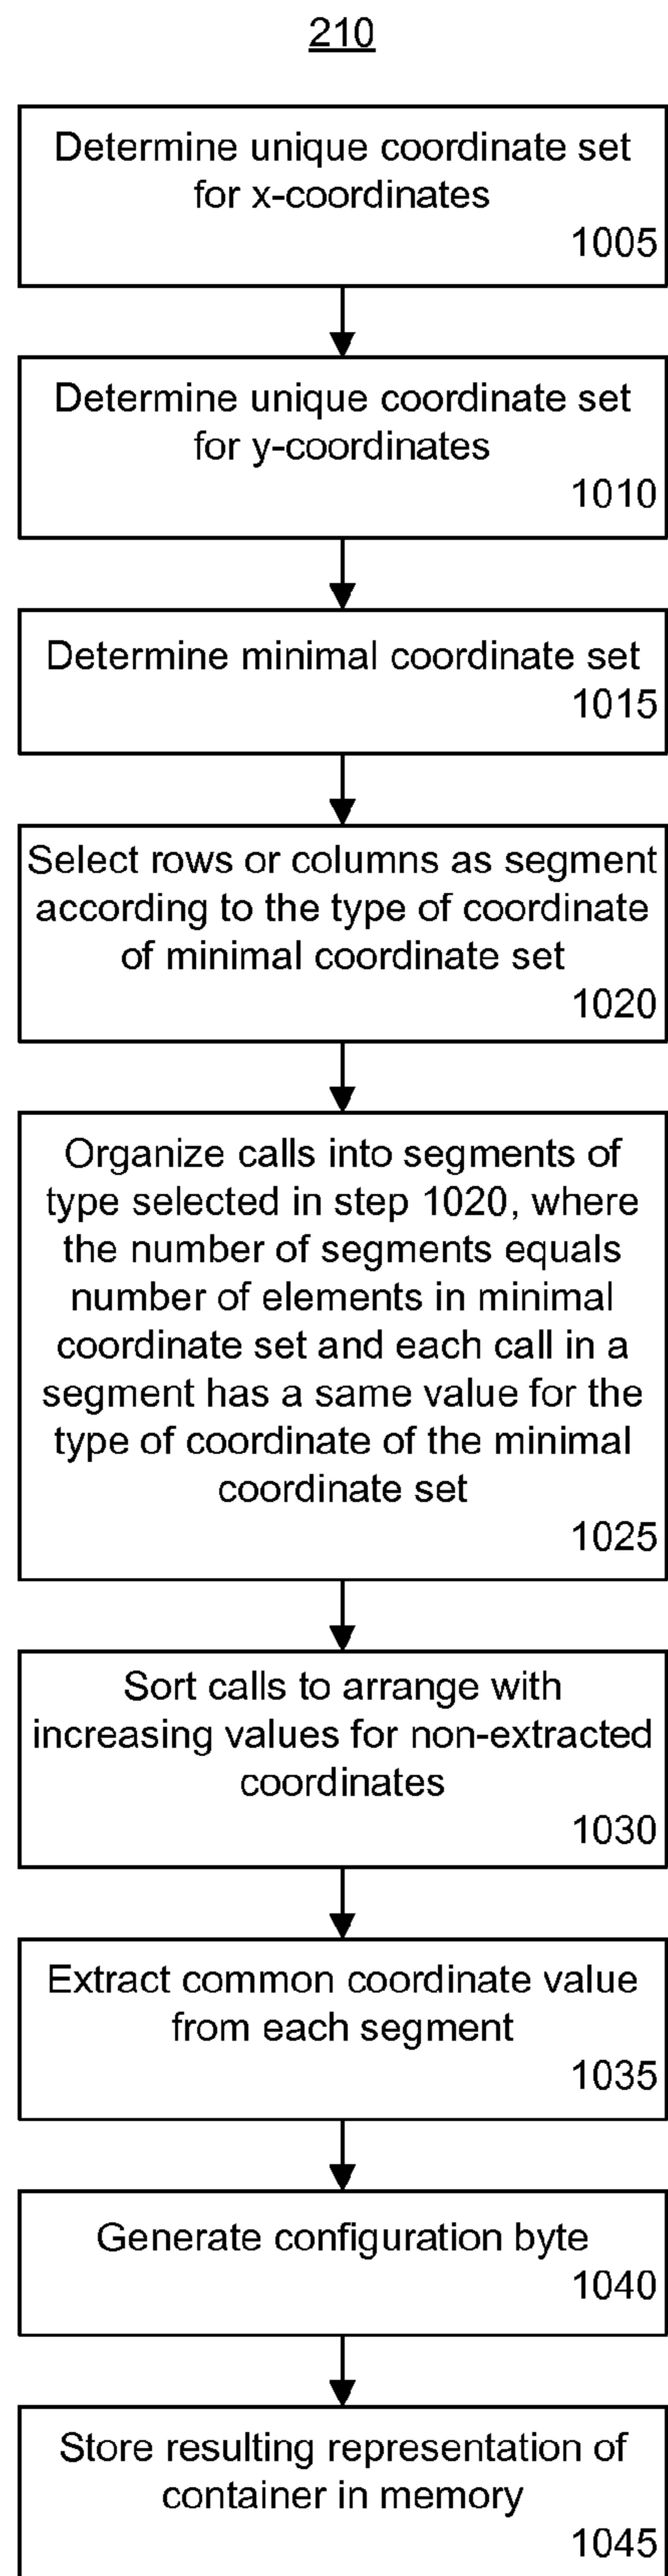 210
Determine unique coordinate set
for x-coordinates
1005
Determine unique coordinate set
for y-coordinates
1010
Determine minimal coordinate set
1015
Select rows or columns as segment
according to the type of coordinate
of minimal coordinate set
1020
Organize calls into segments of
type selected in step 1020, where
the number of segments equals
number of elements in minimal
coordinate set and each call in a
segment has a same value for the
type of coordinate of the minimal
coordinate set
1025
Sort calls to arrange with
increasing values for non-extracted
coordinates
1030
Extract common coordinate value
from each segment
1035
Generate configuration byte
1040
Store resulting representation of
container in memory
1045